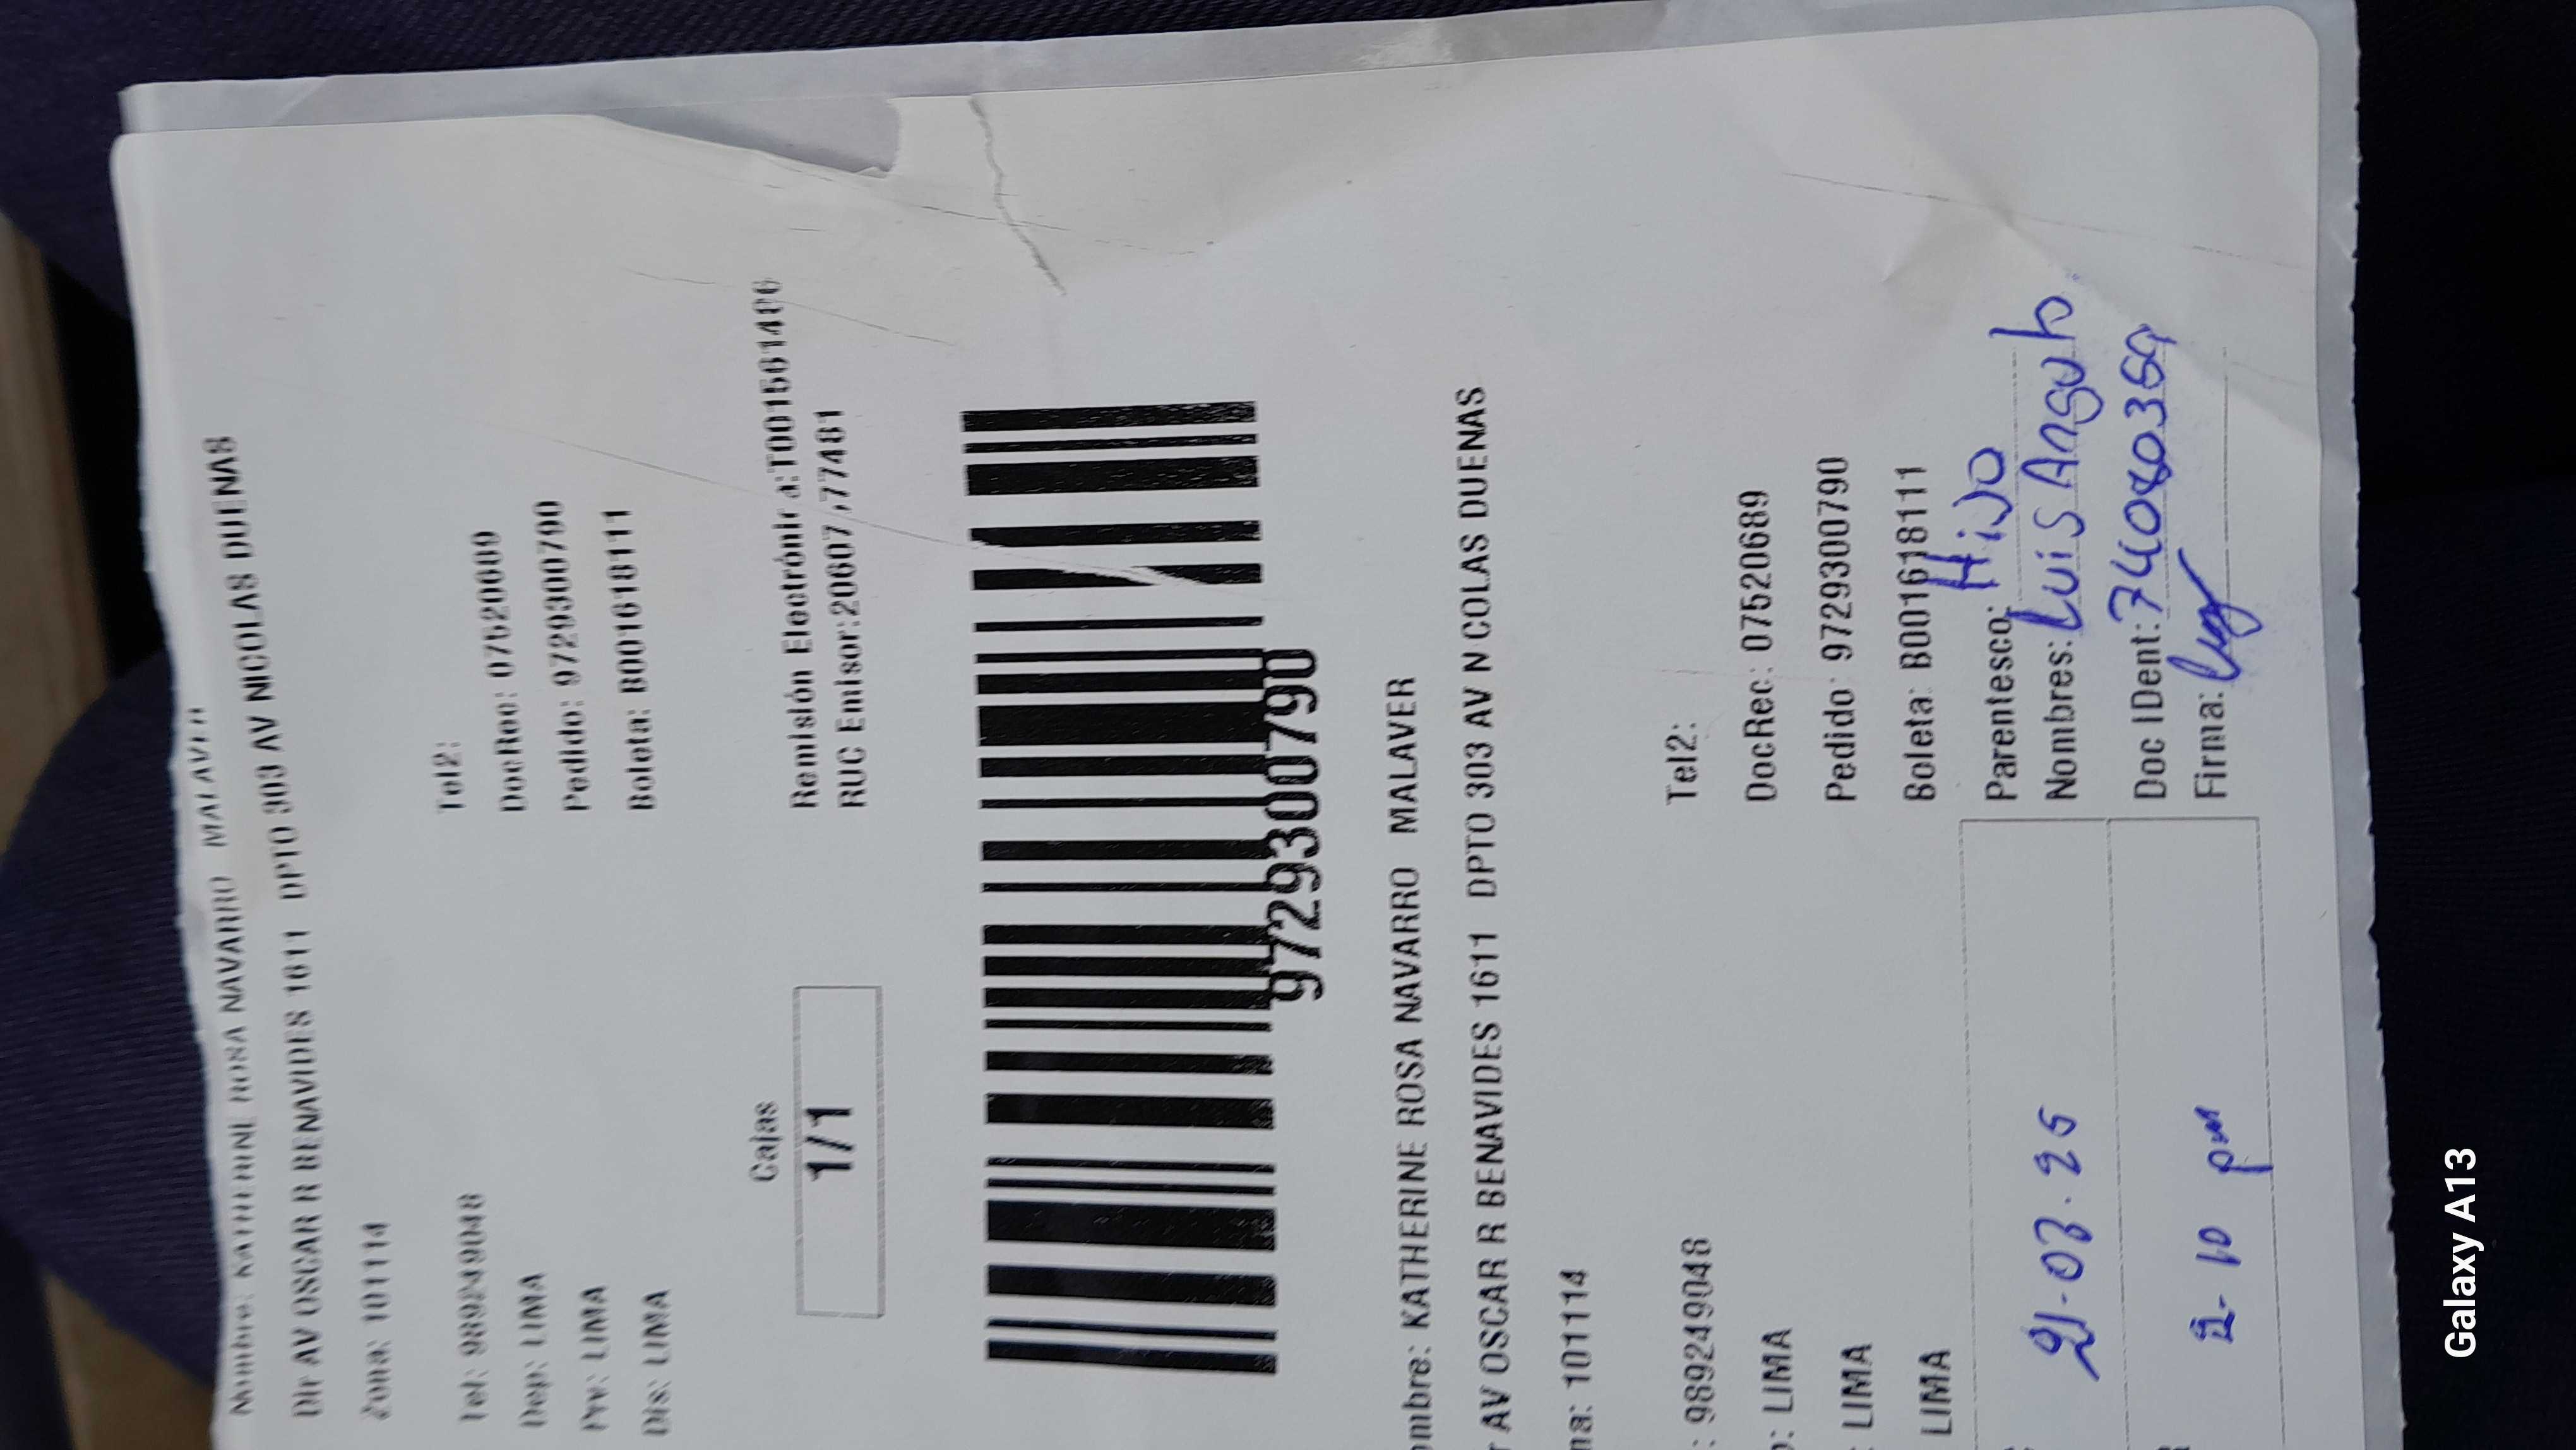 Nombre: KATHERINE ROSA NAVARRO MALAVER
Dir AV OSCAR R BENAVIDES 1611 DPTO 303 AV NICOLAS DUENAS
Zona: 101114
Tel: 989249048 Tel2:
Dep: LIMA DocRec: 07520689
Prv: LIMA Pedido: 9729300790
Dis: LIMA Boleta: B001618111
Cajas Remisión Electrónica:T001561486
1/1 RUC Emisor:20607,77481
9729300790
ombre: KATHERINE ROSA NAVARRO MALAVER
r AV OSCAR R BENAVIDES 1611 DPTO 303 AV N COLAS DUENAS
na: 101114
: 989249048 Tel2:
o: LIMA DocRec: 07520689
: LIMA Pedido: 9729300790
LIMA Boleta: B001618111
Parentesco: Hijo
21-03-25 Nombres: Luis Angulo
Doc IDent: 74080359
10 pm Firma:
Galaxy A13